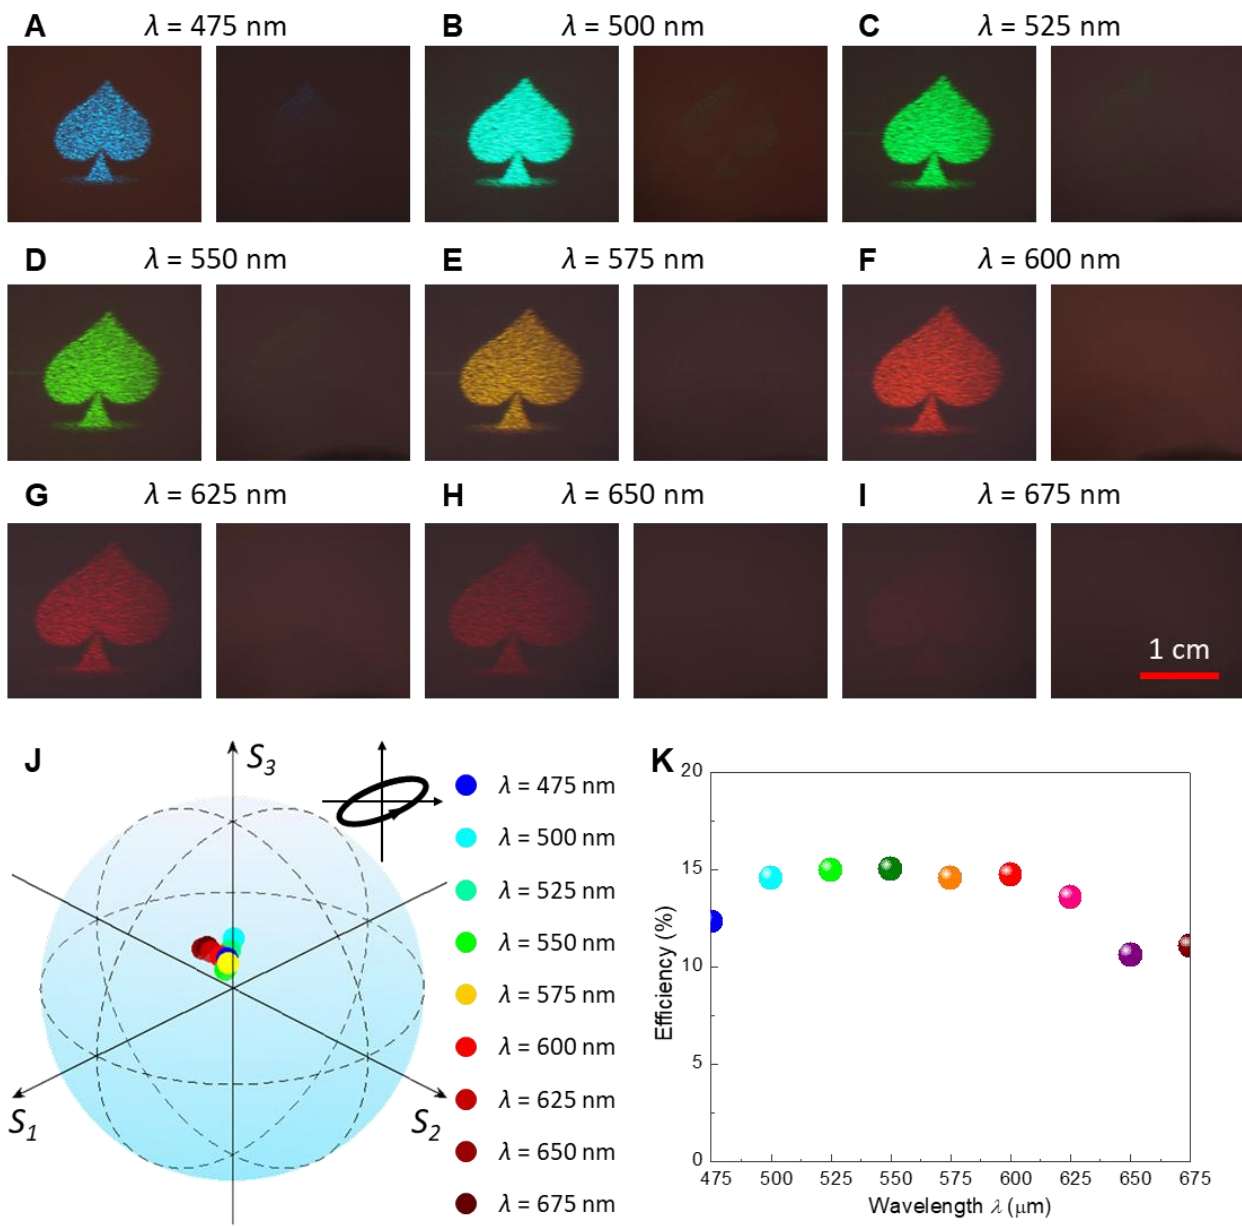 A λ = 475 nm B λ = 500 nm C λ = 525 nm
D λ = 550 nm E λ = 575 nm F λ = 600 nm
G λ = 625 nm H λ = 650 nm I λ = 675 nm
1 cm
J
S3
S1
S2
λ = 475 nm
λ = 500 nm
λ = 525 nm
λ = 550 nm
λ = 575 nm
λ = 600 nm
λ = 625 nm
λ = 650 nm
λ = 675 nm
K
20
15
10
5
0
Efficiency (%)
475 500 525 550 575 600 625 650 675
Wavelength λ (μm)